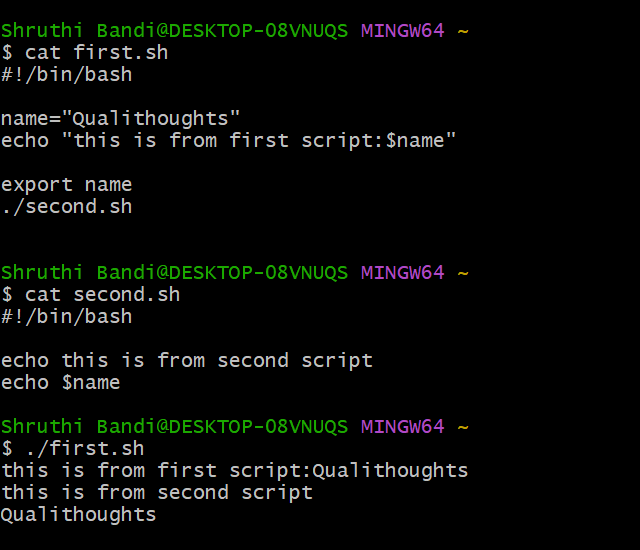 Shruthi Bandi@DESKTOP-08VNUQS MINGW64 ~
$ cat first.sh
#!/bin/bash
name="Qualithoughts"
echo "this is from first script:$name"
export name
./second.sh
Shruthi Bandi@DESKTOP-08VNUQS MINGW64 ~
$ cat second.sh
#!/bin/bash
echo this is from second script
echo $name
Shruthi Bandi@DESKTOP-08VNUQS MINGW64 ~
$ ./first.sh
this is from first script:Qualithoughts
this is from second script
Qualithoughts